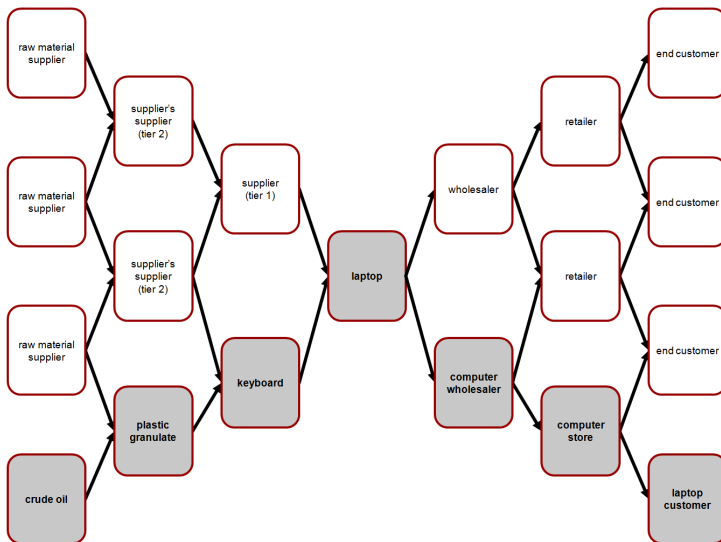 raw material
supplier
raw material
supplier
raw material
supplier
crude oil
supplier's
supplier
(tier 2)
supplier's
supplier
(tier 2)
plastic
granulate
supplier
(tier 1)
keyboard
laptop
wholesaler
computer
wholesaler
retailer
retailer
computer
store
end customer
end customer
end customer
laptop
customer